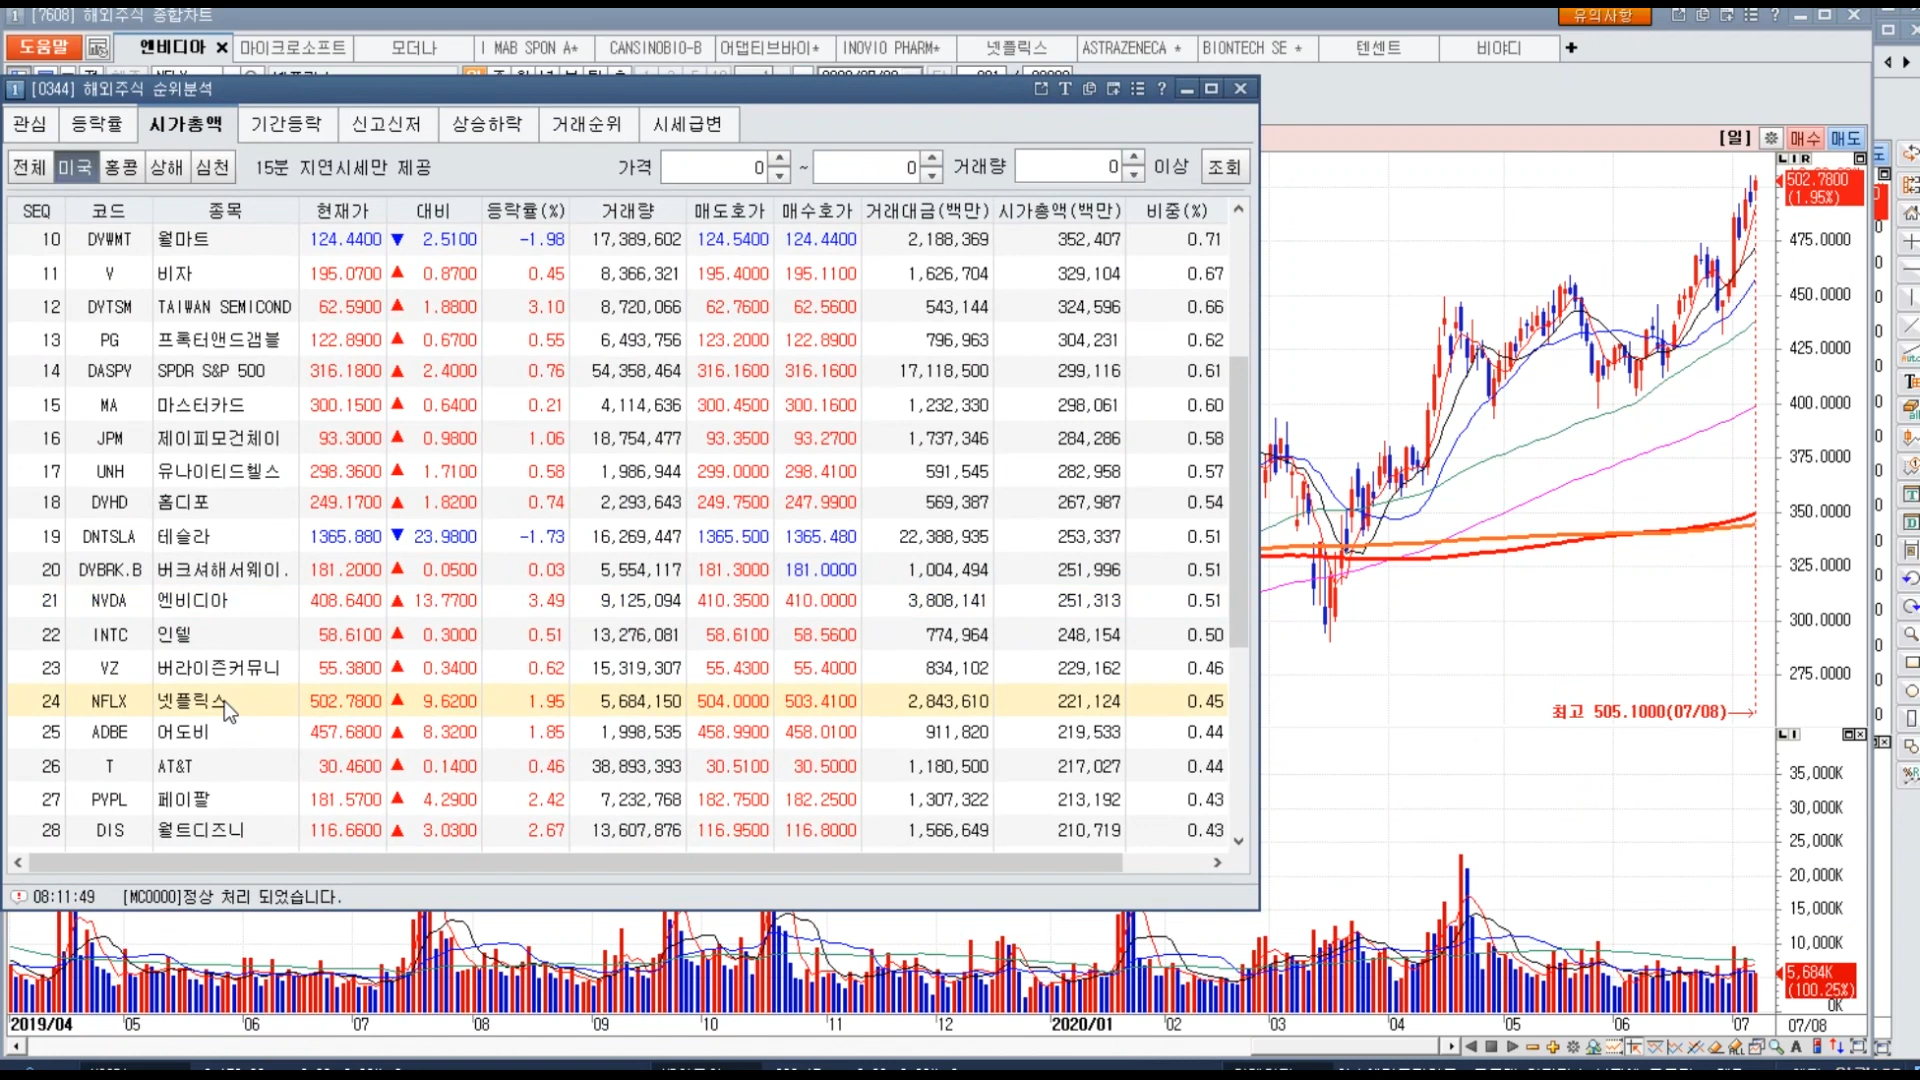 [7608] 해외주식 종합차트
유의사항
도움말
엔비디아
마이크로소프트
모더나
I MAB SPON A*
CANSINOBIO-B
어댑티브바이*
INOVIO PHARM*
넷플릭스
ASTRAZENECA *
BIONTECH SE *
텐센트
비야디
[0344] 해외주식 순위분석
관심 등락률 시가총액 기간등락 신고신저 상승하락 거래순위 시세급변
전체 미국 홍콩 상해 심천 15분 지연시세만 제공 가격 0 ~ 0 거래량 0 이상 조회
SEQ 코드 종목 현재가 대비 등락률(%) 거래량 매도호가 매수호가 거래대금(백만) 시가총액(백만) 비중(%)
10 DYWMT 월마트 124.4400 ▼ 2.5100 -1.98 17,389,602 124.5400 124.4400 2,188,369 352,407 0.71
11 V 비자 195.0700 ▲ 0.8700 0.45 8,366,321 195.4000 195.1100 1,626,704 329,104 0.67
12 DYTSM TAIWAN SEMICOND 62.5900 ▲ 1.8800 3.10 8,720,066 62.7600 62.5600 543,144 324,596 0.66
13 PG 프록터앤드갬블 122.8900 ▲ 0.6700 0.55 6,493,756 123.2000 122.8900 796,963 304,231 0.62
14 DASPY SPDR S&P 500 316.1800 ▲ 2.4000 0.76 54,358,464 316.1600 316.1600 17,118,500 299,116 0.61
15 MA 마스터카드 300.1500 ▲ 0.6400 0.21 4,114,636 300.4500 300.1600 1,232,330 298,061 0.60
16 JPM 제이피모건체이 93.3000 ▲ 0.9800 1.06 18,754,477 93.3500 93.2700 1,737,346 284,286 0.58
17 UNH 유나이티드헬스 298.3600 ▲ 1.7100 0.58 1,986,944 299.0000 298.4100 591,545 282,958 0.57
18 DYHD 홈디포 249.1700 ▲ 1.8200 0.74 2,293,643 249.7500 247.9900 569,387 267,987 0.54
19 DNTSLA 테슬라 1365.880 ▼ 23.9800 -1.73 16,269,447 1365.500 1365.480 22,388,935 253,337 0.51
20 DYBRK.B 버크셔해서웨이. 181.2000 ▲ 0.0500 0.03 5,554,117 181.3000 181.0000 1,004,494 251,996 0.51
21 NVDA 엔비디아 408.6400 ▲ 13.7700 3.49 9,125,094 410.3500 410.0000 3,808,141 251,313 0.51
22 INTC 인텔 58.6100 ▲ 0.3000 0.51 13,276,081 58.6100 58.5600 774,964 248,154 0.50
23 VZ 버라이즌커뮤니 55.3800 ▲ 0.3400 0.62 15,319,307 55.4300 55.4000 834,102 229,162 0.46
24 NFLX 넷플릭스 502.7800 ▲ 9.6200 1.95 5,684,150 504.0000 503.4100 2,843,610 221,124 0.45
25 ADBE 어도비 457.6800 ▲ 8.3200 1.85 1,998,535 458.9900 458.0100 911,820 219,533 0.44
26 T AT&T 30.4600 ▲ 0.1400 0.46 38,893,393 30.5100 30.5000 1,180,500 217,027 0.44
27 PYPL 페이팔 181.5700 ▲ 4.2900 2.42 7,232,768 182.7500 182.2500 1,307,322 213,192 0.43
28 DIS 월트디즈니 116.6600 ▲ 3.0300 2.67 13,607,876 116.9500 116.8000 1,566,649 210,719 0.43
08:11:49 [MC0000]정상 처리 되었습니다.
[일] 매수 매도
502.7800
(1.95%)
475.0000
450.0000
425.0000
400.0000
375.0000
350.0000
325.0000
300.0000
275.0000
최고 505.1000(07/08)
35,000K
30,000K
25,000K
20,000K
15,000K
10,000K
5,684K
(100.25%)
0K
2019/04 05 06 07 08 09 10 11 12 2020/01 02 03 04 05 06 07 07/08